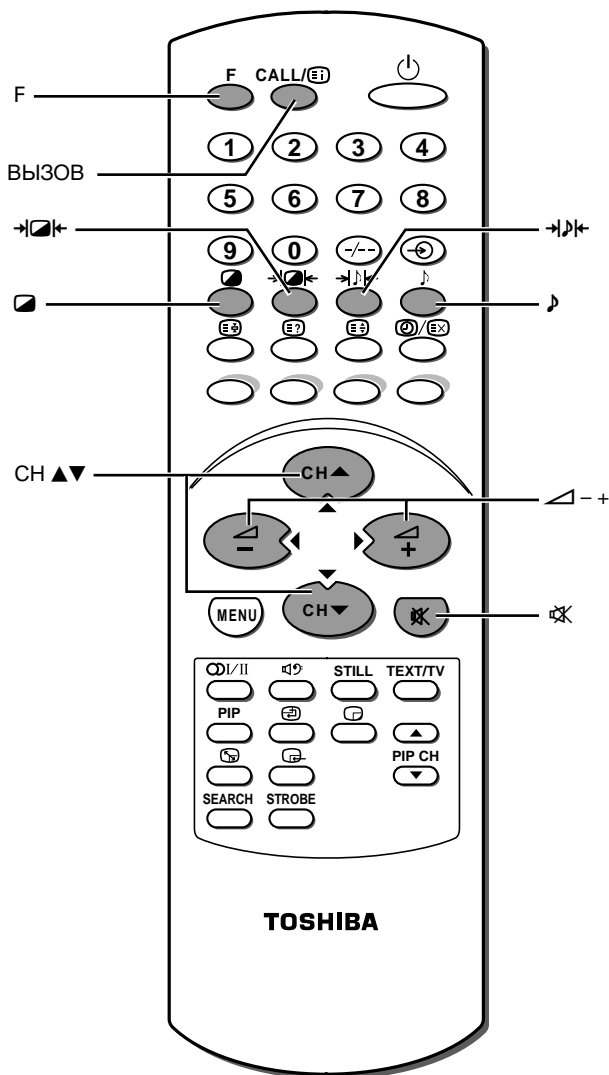 F CALL/
F
1 2 3 4
ВЫЗОВ
5 6 7 8
9 0 -/--
CH ▲▼
CH▲
- +
−
+
MENU
CH▼
I/II STILL TEXT/TV
PIP
▲
PIP CH
▼
SEARCH STROBE
TOSHIBA